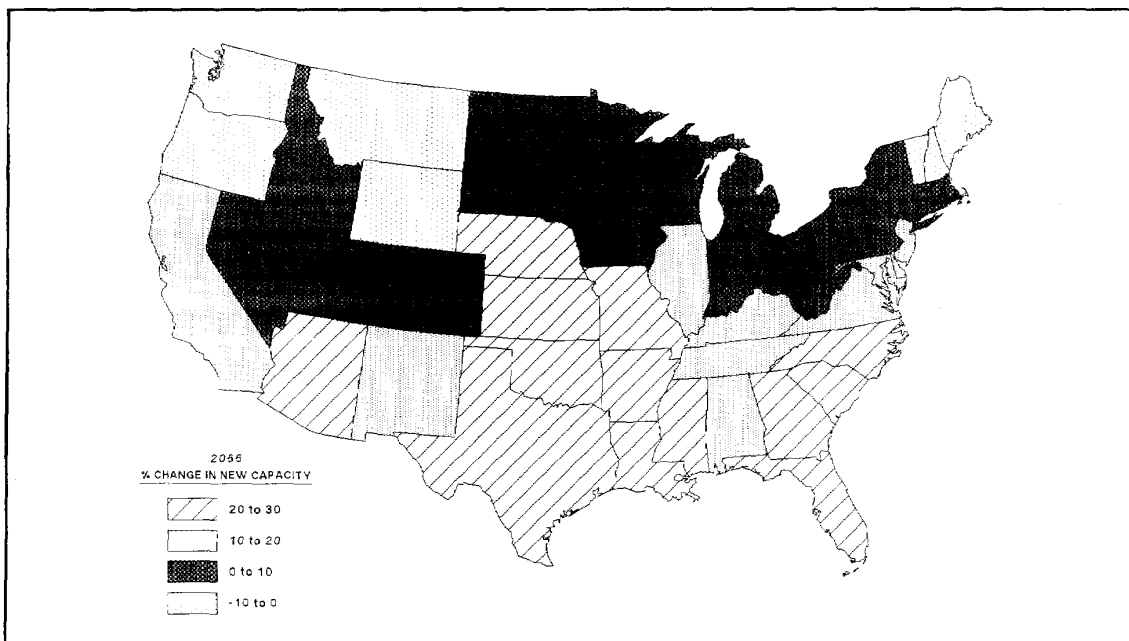 2055
% CHANGE IN NEW CAPACITY
20 to 30
10 to 20
0 to 10
-10 to 0